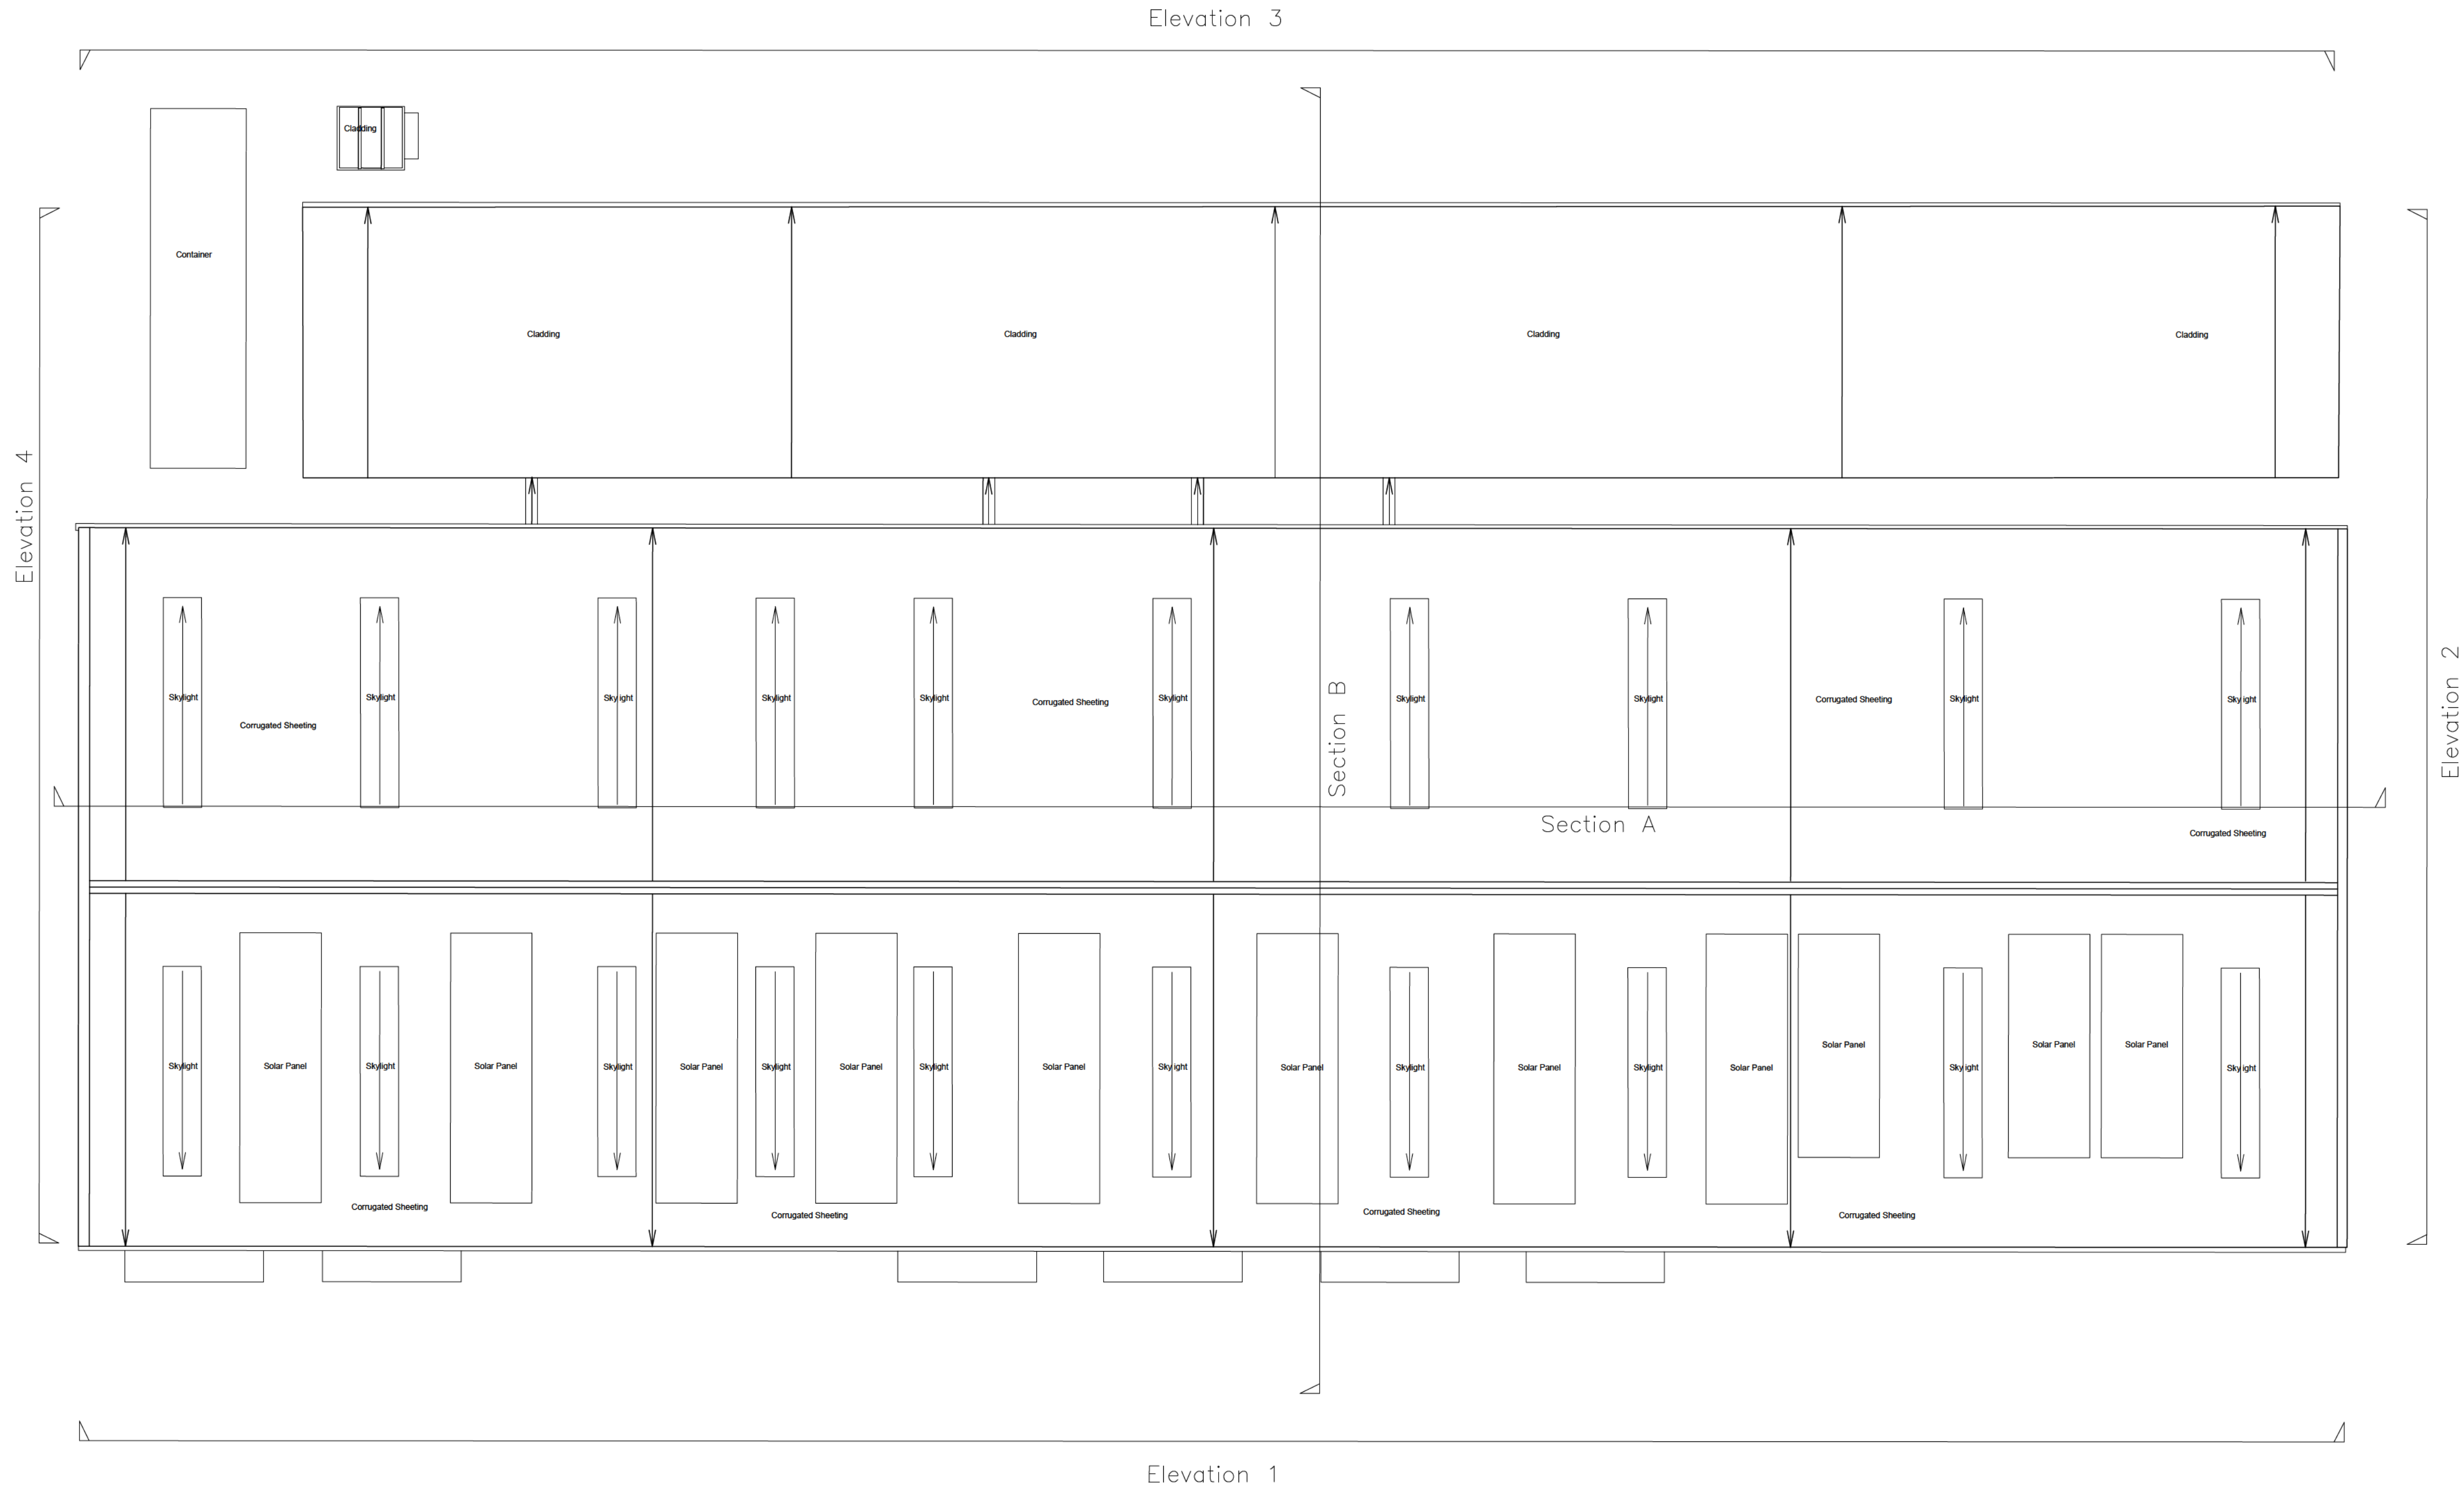 Elevation 3
Cladding
Container
Cladding
Cladding
Cladding
Cladding
Elevation 4
Elevation 2
Skylight
Skylight
Skylight
Skylight
Skylight
Skylight
Skylight
Skylight
Skylight
Skylight
Corrugated Sheeting
Corrugated Sheeting
Corrugated Sheeting
Section B
Section A
Corrugated Sheeting
Skylight
Solar Panel
Skylight
Solar Panel
Skylight
Solar Panel
Skylight
Solar Panel
Skylight
Solar Panel
Skylight
Solar Panel
Skylight
Solar Panel
Skylight
Solar Panel
Solar Panel
Skylight
Solar Panel
Solar Panel
Skylight
Corrugated Sheeting
Corrugated Sheeting
Corrugated Sheeting
Corrugated Sheeting
Elevation 1